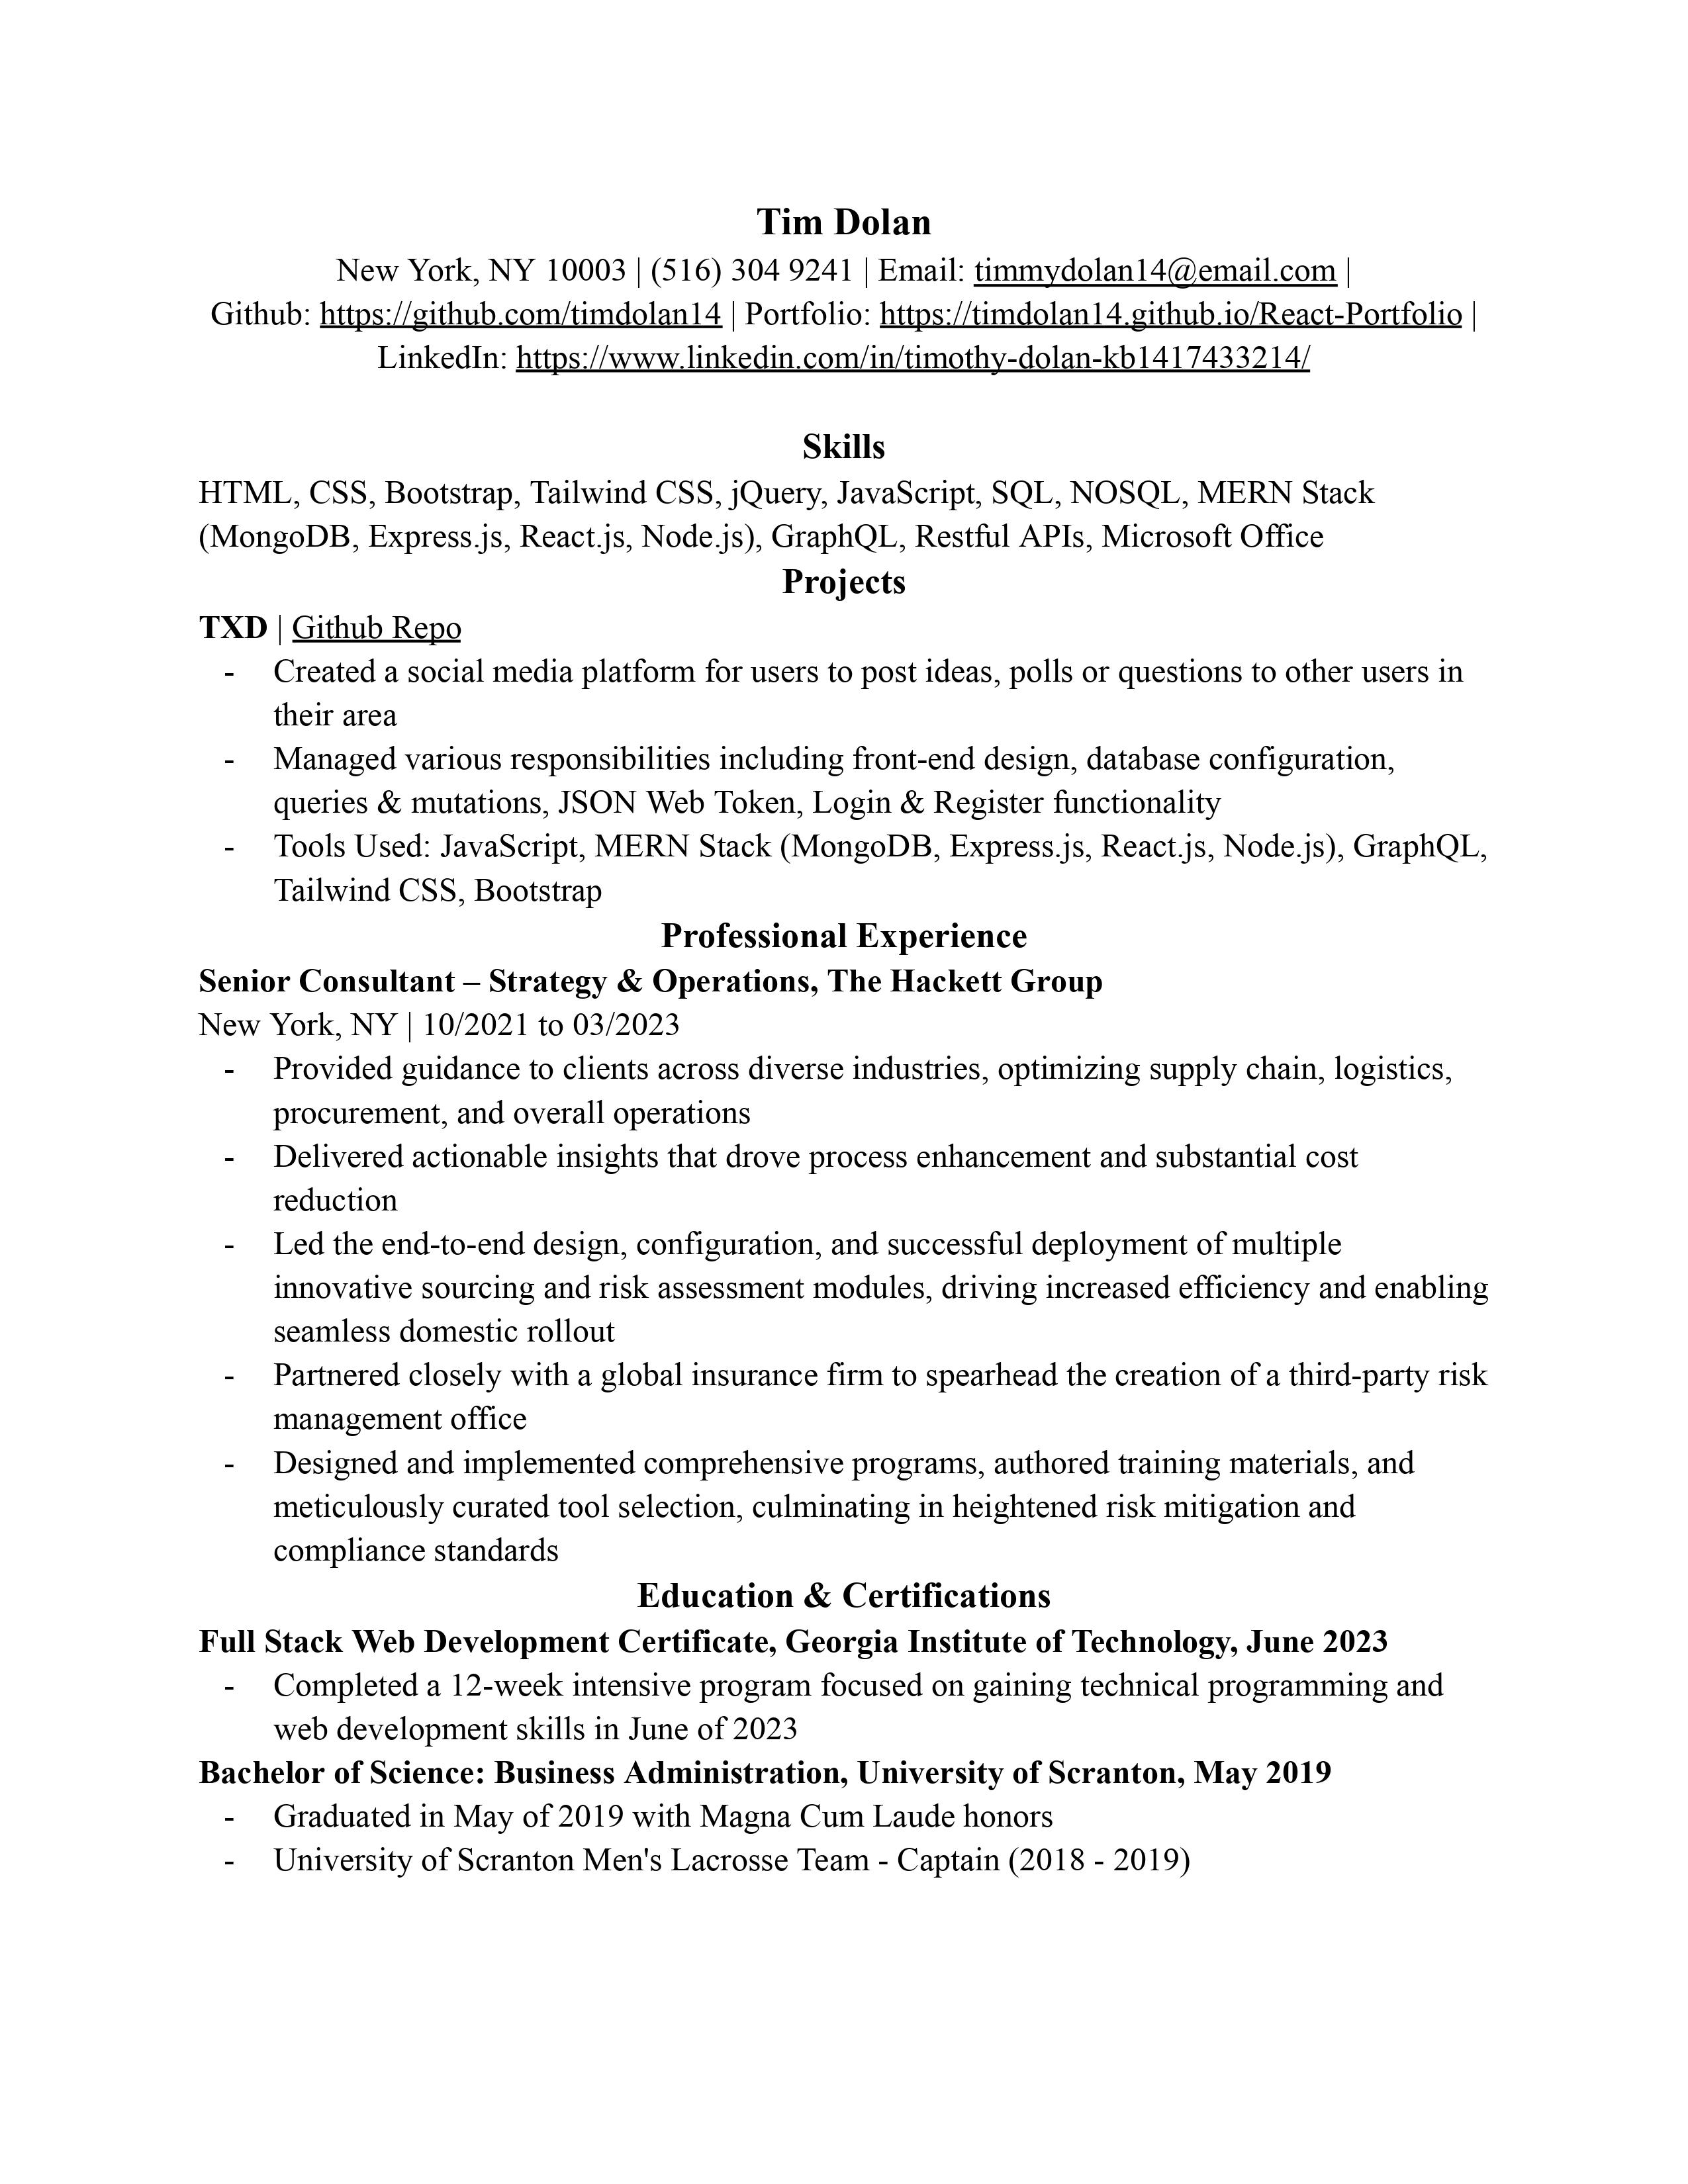 Tim Dolan
New York, NY 10003 | (516) 304 9241 | Email: timmydolan14@email.com |
Github: https://github.com/timdolan14 | Portfolio: https://timdolan14.github.io/React-Portfolio |
LinkedIn: https://www.linkedin.com/in/timothy-dolan-kb1417433214/
Skills
HTML, CSS, Bootstrap, Tailwind CSS, jQuery, JavaScript, SQL, NOSQL, MERN Stack
(MongoDB, Express.js, React.js, Node.js), GraphQL, Restful APIs, Microsoft Office
Projects
TXD | Github Repo
- Created a social media platform for users to post ideas, polls or questions to other users in
their area
- Managed various responsibilities including front-end design, database configuration,
queries & mutations, JSON Web Token, Login & Register functionality
- Tools Used: JavaScript, MERN Stack (MongoDB, Express.js, React.js, Node.js), GraphQL,
Tailwind CSS, Bootstrap
Professional Experience
Senior Consultant – Strategy & Operations, The Hackett Group
New York, NY | 10/2021 to 03/2023
- Provided guidance to clients across diverse industries, optimizing supply chain, logistics,
procurement, and overall operations
- Delivered actionable insights that drove process enhancement and substantial cost
reduction
- Led the end-to-end design, configuration, and successful deployment of multiple
innovative sourcing and risk assessment modules, driving increased efficiency and enabling
seamless domestic rollout
- Partnered closely with a global insurance firm to spearhead the creation of a third-party risk
management office
- Designed and implemented comprehensive programs, authored training materials, and
meticulously curated tool selection, culminating in heightened risk mitigation and
compliance standards
Education & Certifications
Full Stack Web Development Certificate, Georgia Institute of Technology, June 2023
- Completed a 12-week intensive program focused on gaining technical programming and
web development skills in June of 2023
Bachelor of Science: Business Administration, University of Scranton, May 2019
- Graduated in May of 2019 with Magna Cum Laude honors
- University of Scranton Men's Lacrosse Team - Captain (2018 - 2019)